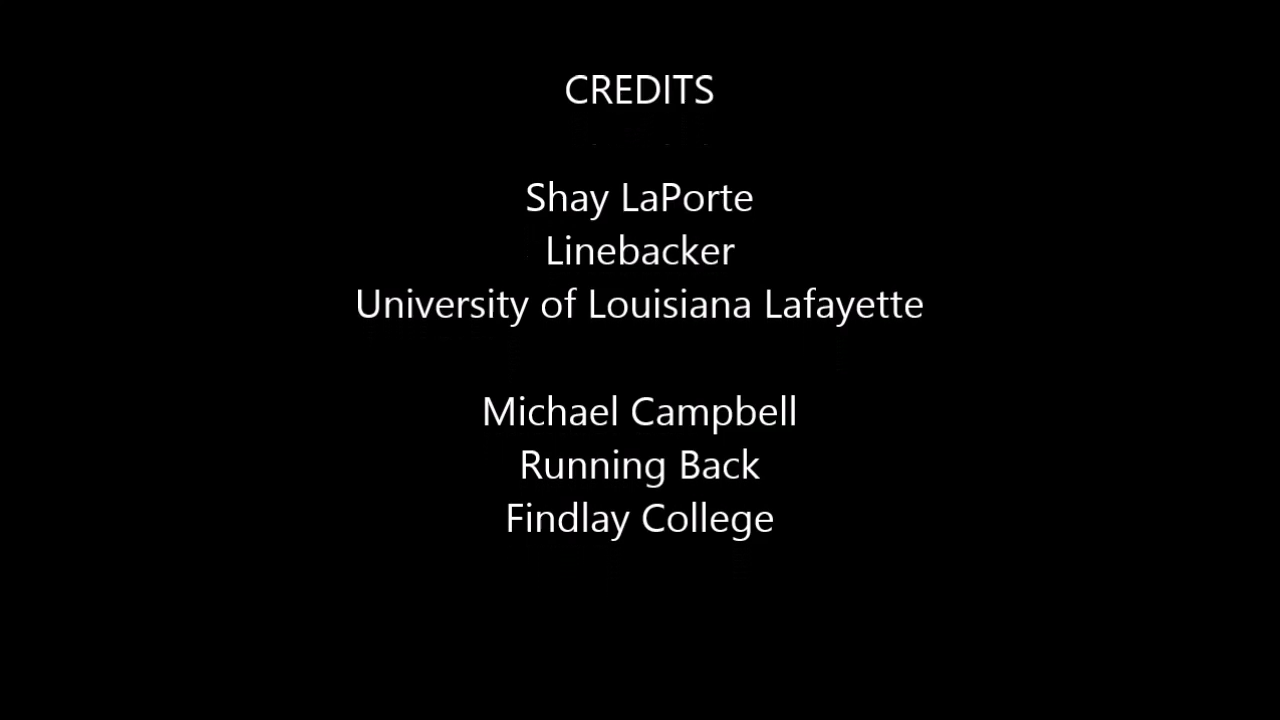 CREDITS
Shay LaPorte
Linebacker
University of Louisiana Lafayette
Michael Campbell
Running Back
Findlay College